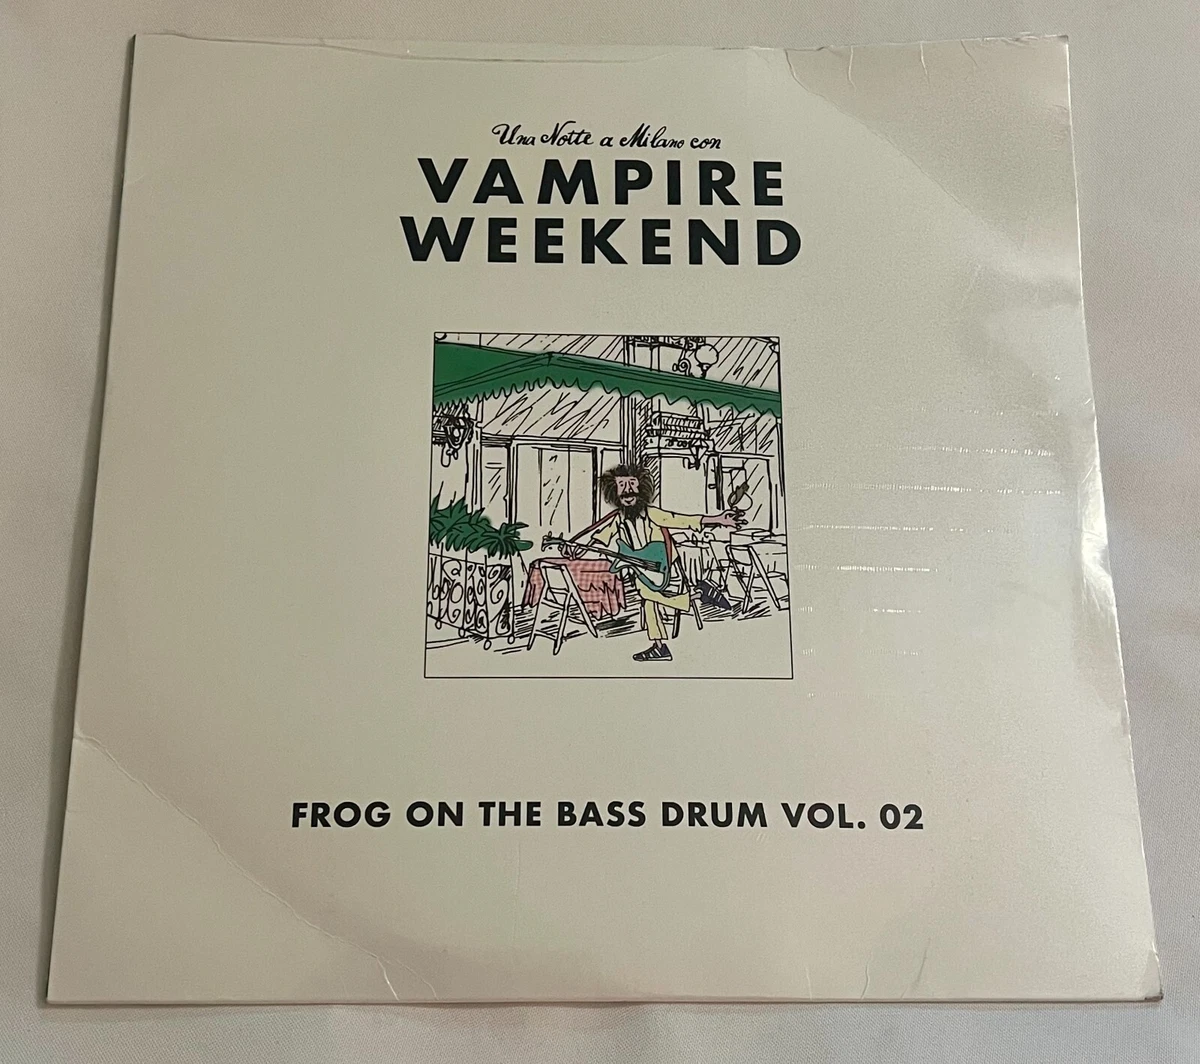 Una Notte a Milano con
VAMPIRE
WEEKEND
FROG ON THE BASS DRUM VOL. 02